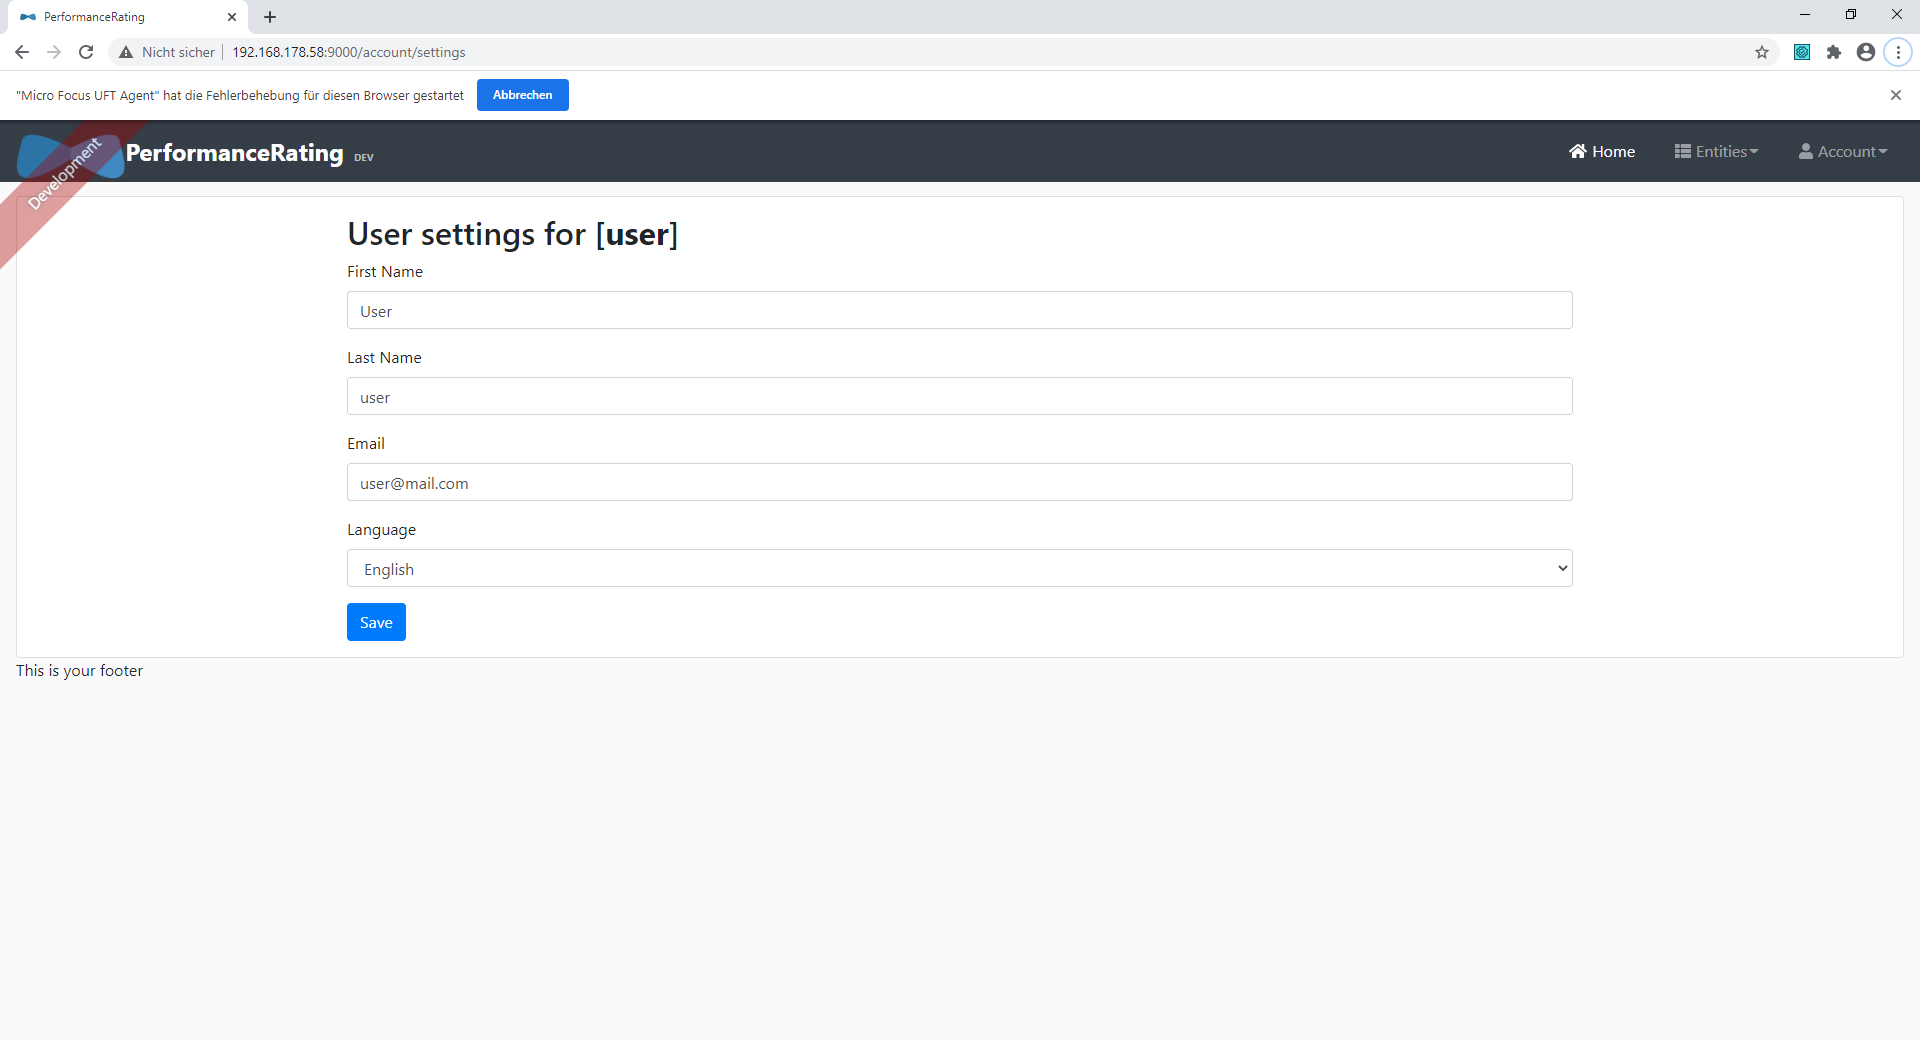 PerformanceRating
Nicht sicher
192.168.178.58:9000/account/settings
"Micro Focus UFT Agent" hat die Fehlerbehebung für diesen Browser gestartet
Abbrechen
Development
PerformanceRating DEV
Home
Entities
Account
User settings for [user]
First Name
User
Last Name
user
Email
user@mail.com
Language
English
Save
This is your footer